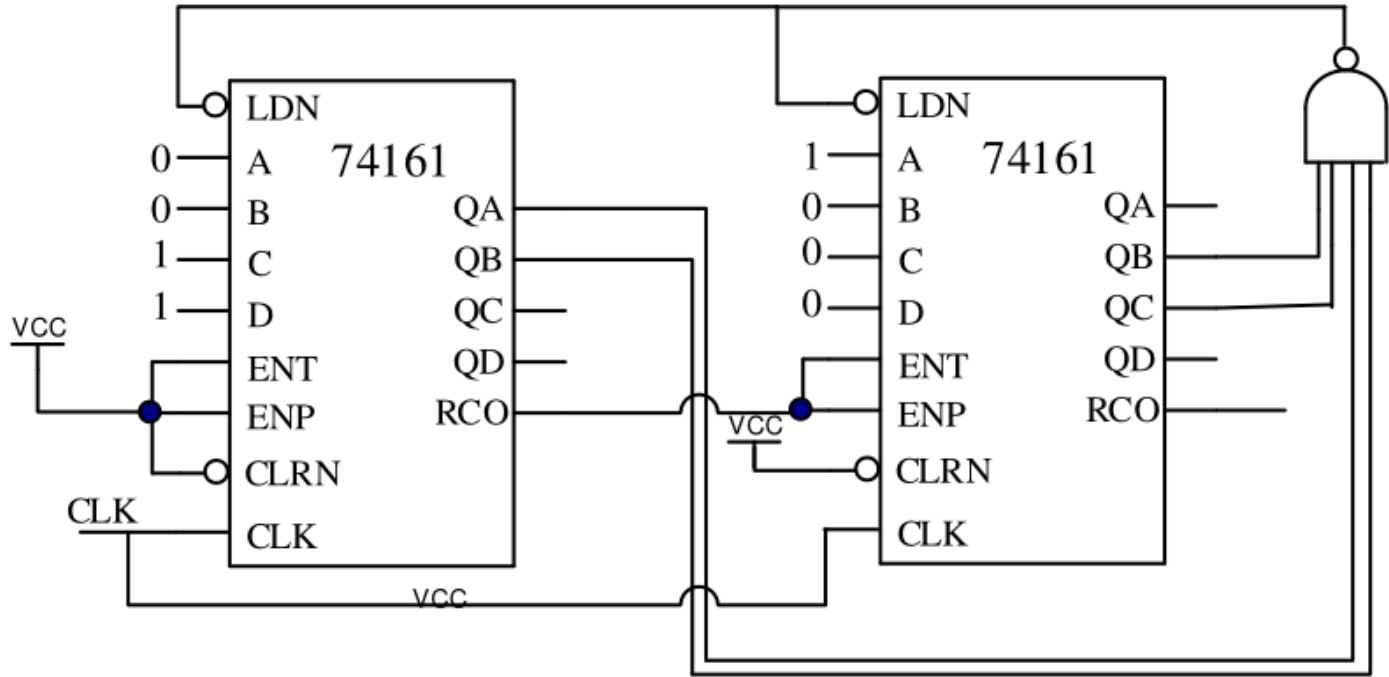 LDN
0 A 74161
0 B QA
1 C QB
1 D QC
VCC
ENT QD
ENP RCO
CLRN
CLK
CLK
VCC
LDN
1 A 74161
0 B QA
0 C QB
0 D QC
ENT QD
ENP RCO
VCC
CLRN
CLK